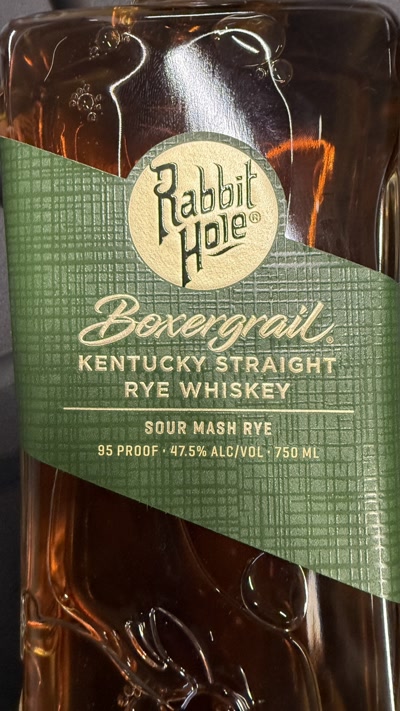 Rabbit
Hole®
Boxergrail®
KENTUCKY STRAIGHT
RYE WHISKEY
SOUR MASH RYE
95 PROOF · 47.5% ALC/VOL · 750 ML